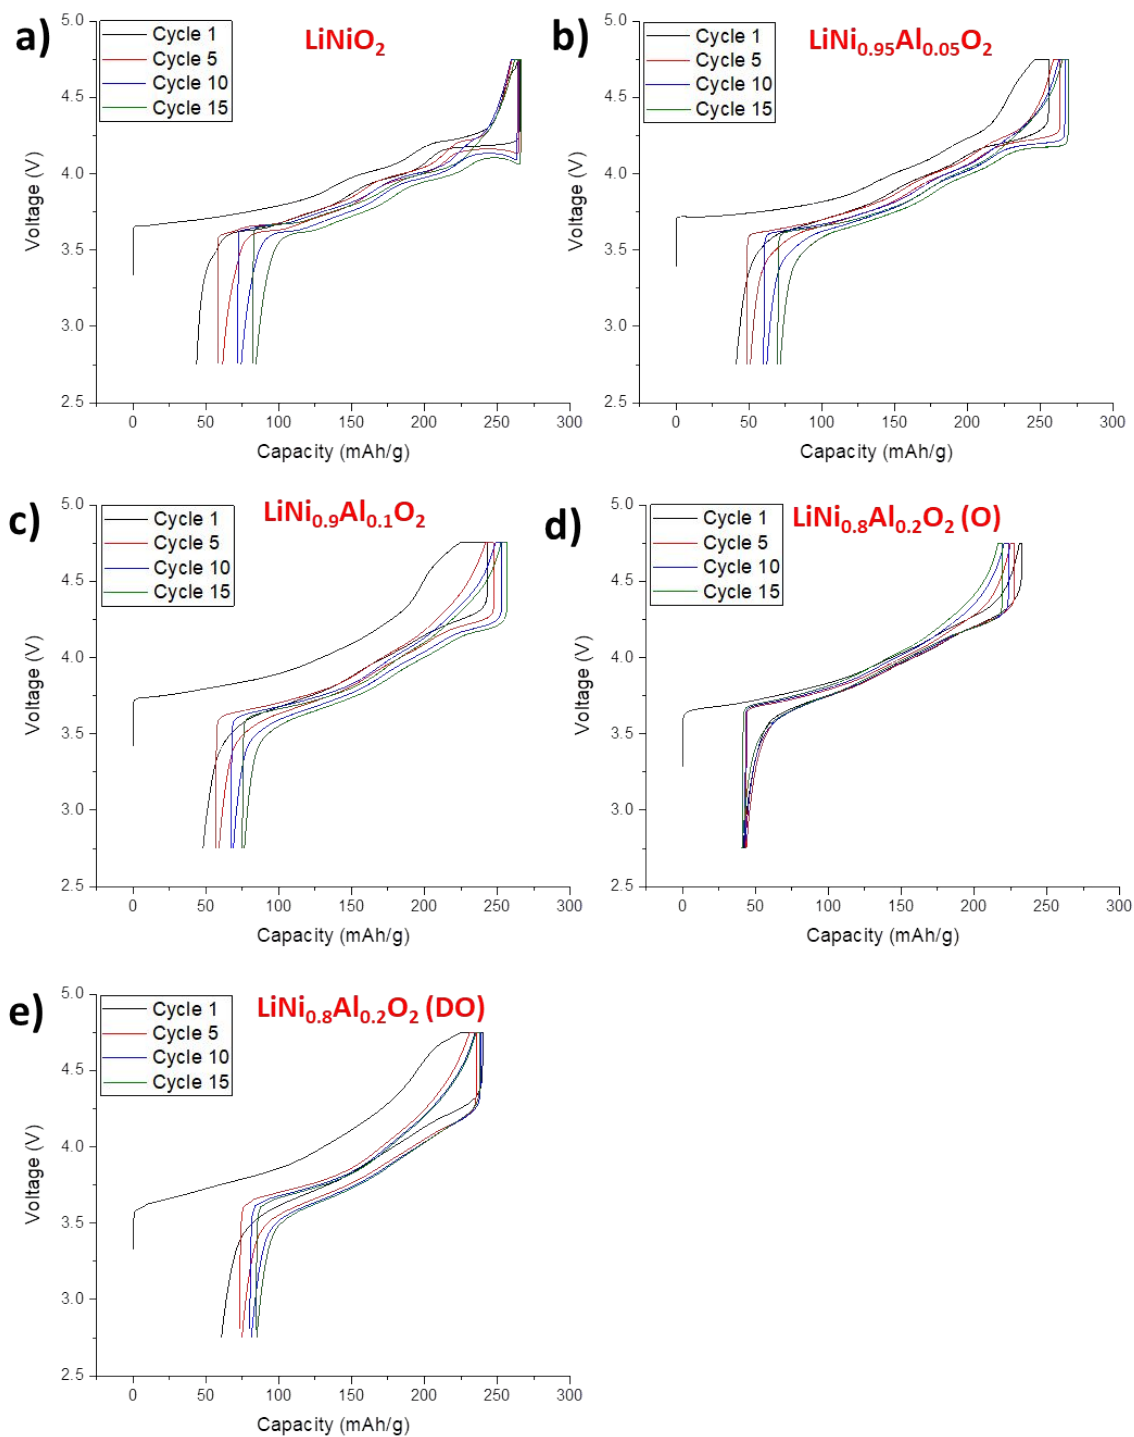 a)
LiNiO2
Cycle 1
Cycle 5
Cycle 10
Cycle 15
5.0
4.5
4.0
3.5
3.0
2.5
Voltage (V)
0 50 100 150 200 250 300
Capacity (mAh/g)
b)
LiNi0.95Al0.05O2
Cycle 1
Cycle 5
Cycle 10
Cycle 15
5.0
4.5
4.0
3.5
3.0
2.5
Voltage (V)
0 50 100 150 200 250 300
Capacity (mAh/g)
c)
LiNi0.9Al0.1O2
Cycle 1
Cycle 5
Cycle 10
Cycle 15
5.0
4.5
4.0
3.5
3.0
2.5
Voltage (V)
0 50 100 150 200 250 300
Capacity (mAh/g)
d)
LiNi0.8Al0.2O2 (O)
Cycle 1
Cycle 5
Cycle 10
Cycle 15
5.0
4.5
4.0
3.5
3.0
2.5
Voltage (V)
0 50 100 150 200 250 300
Capacity (mAh/g)
e)
LiNi0.8Al0.2O2 (DO)
Cycle 1
Cycle 5
Cycle 10
Cycle 15
5.0
4.5
4.0
3.5
3.0
2.5
Voltage (V)
0 50 100 150 200 250 300
Capacity (mAh/g)